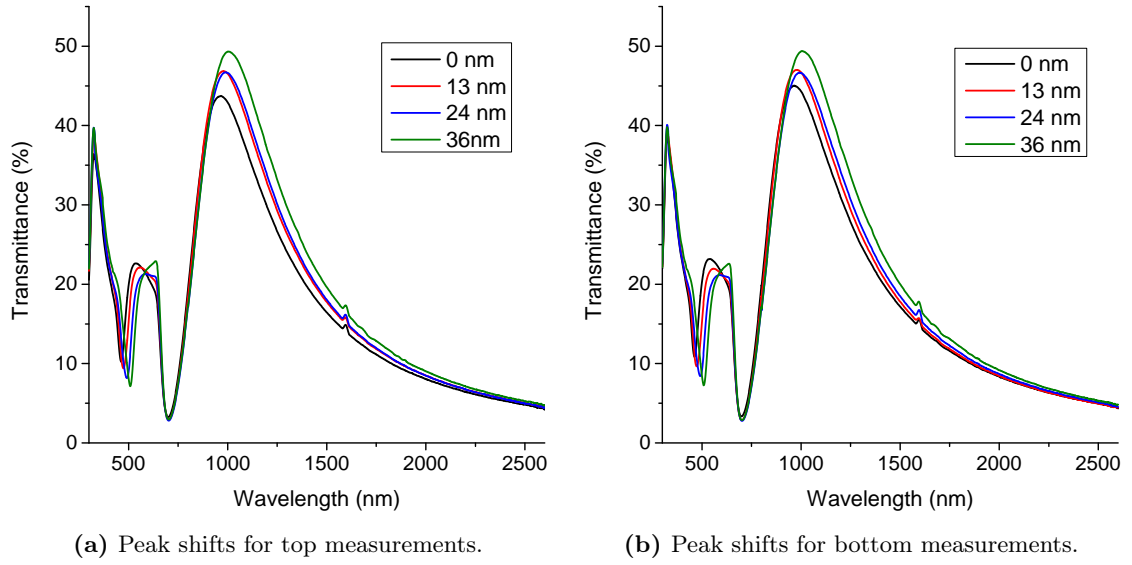 50
40
30
20
10
0
Transmittance (%)
0 nm
13 nm
24 nm
36nm
500
1000
1500
2000
2500
Wavelength (nm)
(a) Peak shifts for top measurements.
50
40
30
20
10
0
Transmittance (%)
0 nm
13 nm
24 nm
36 nm
500
1000
1500
2000
2500
Wavelength (nm)
(b) Peak shifts for bottom measurements.